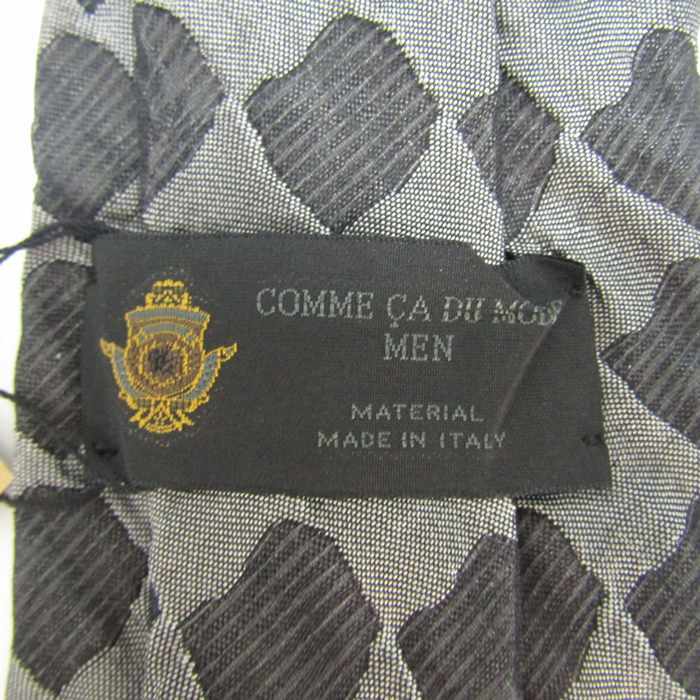 COMME ÇA DU MODE
MEN
MATERIAL
MADE IN ITALY